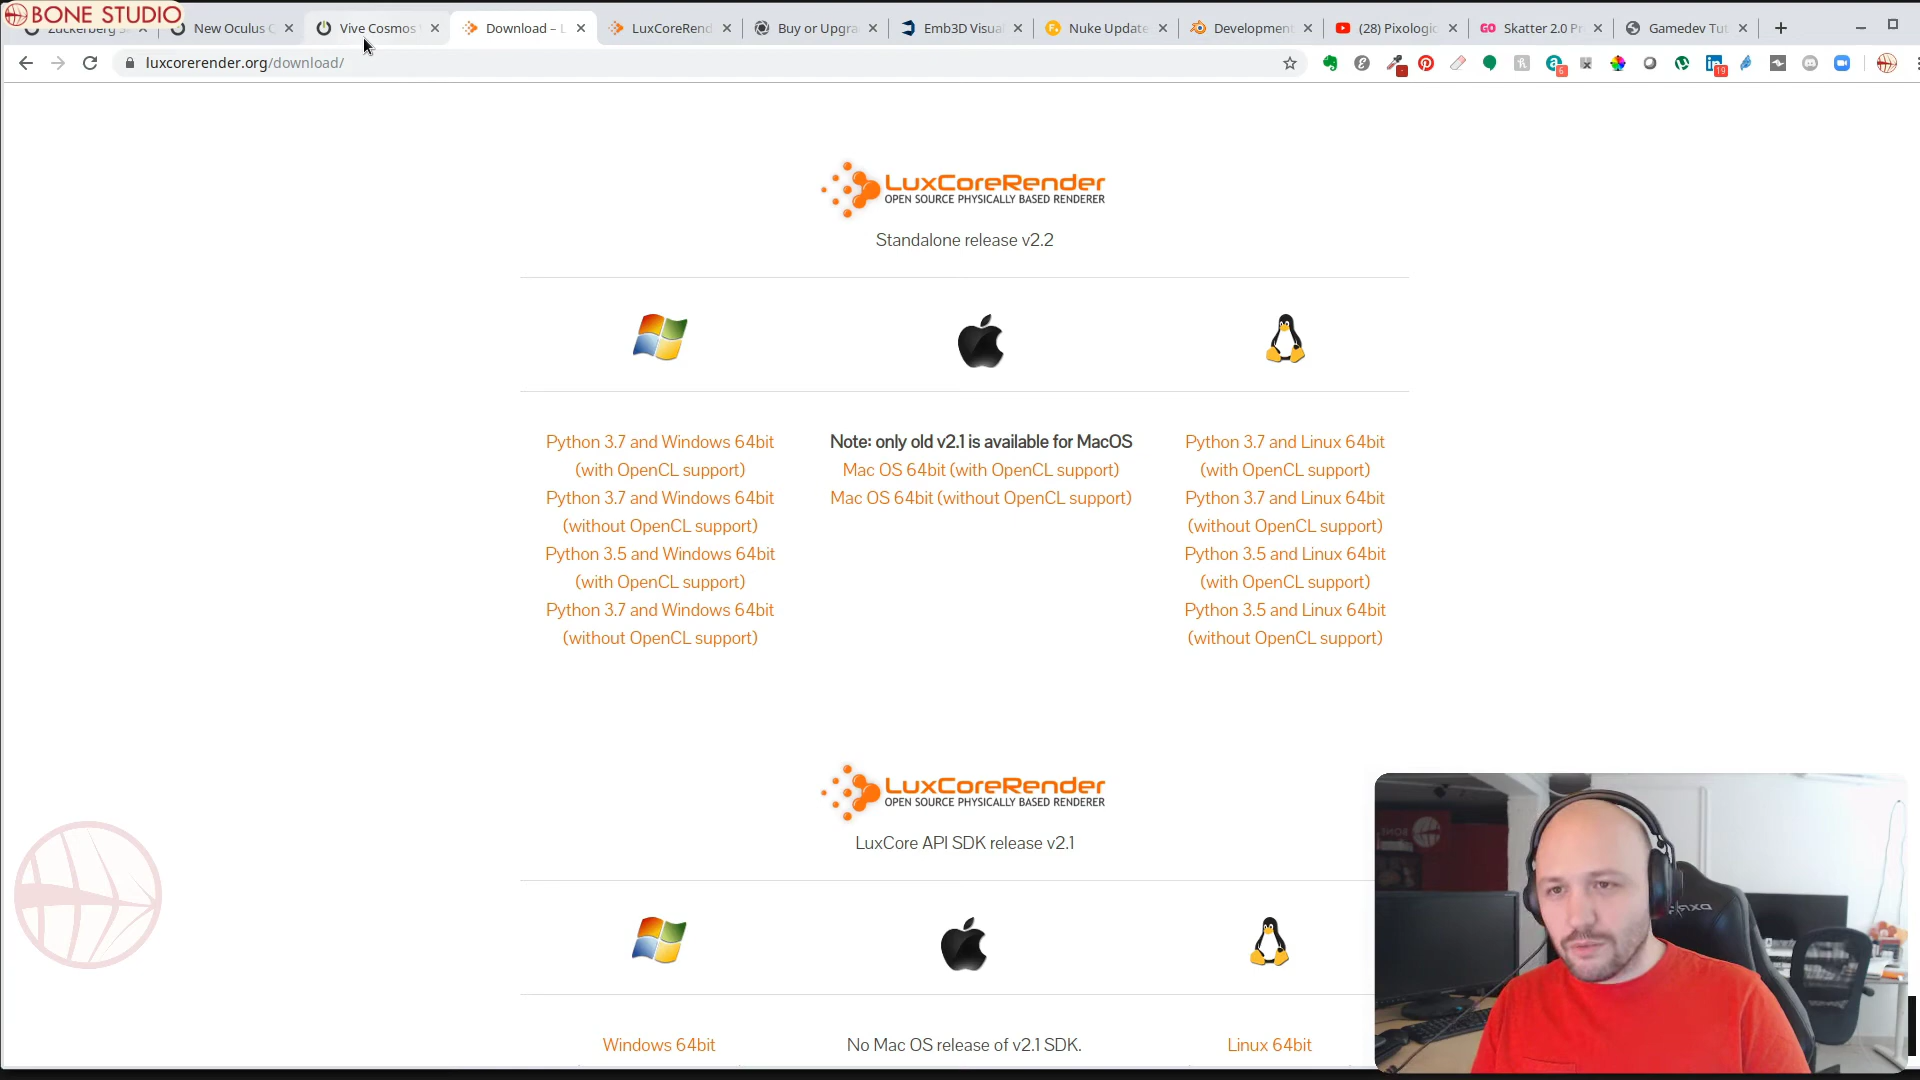 BONE STUDIO
New Oculus Q
Vive Cosmos
Download – L
LuxCoreRend
Buy or Upgra
Emb3D Visual
Nuke Update
Development
(28) Pixologic
Skatter 2.0 Pr
Gamedev Tut
luxcorerender.org/download/
6
19
LuxCoreRender
OPEN SOURCE PHYSICALLY BASED RENDERER
Standalone release v2.2
Python 3.7 and Windows 64bit
(with OpenCL support)
Python 3.7 and Windows 64bit
(without OpenCL support)
Python 3.5 and Windows 64bit
(with OpenCL support)
Python 3.7 and Windows 64bit
(without OpenCL support)
Note: only old v2.1 is available for MacOS
Mac OS 64bit (with OpenCL support)
Mac OS 64bit (without OpenCL support)
Python 3.7 and Linux 64bit
(with OpenCL support)
Python 3.7 and Linux 64bit
(without OpenCL support)
Python 3.5 and Linux 64bit
(with OpenCL support)
Python 3.5 and Linux 64bit
(without OpenCL support)
LuxCoreRender
OPEN SOURCE PHYSICALLY BASED RENDERER
LuxCore API SDK release v2.1
Windows 64bit
No Mac OS release of v2.1 SDK.
Linux 64bit